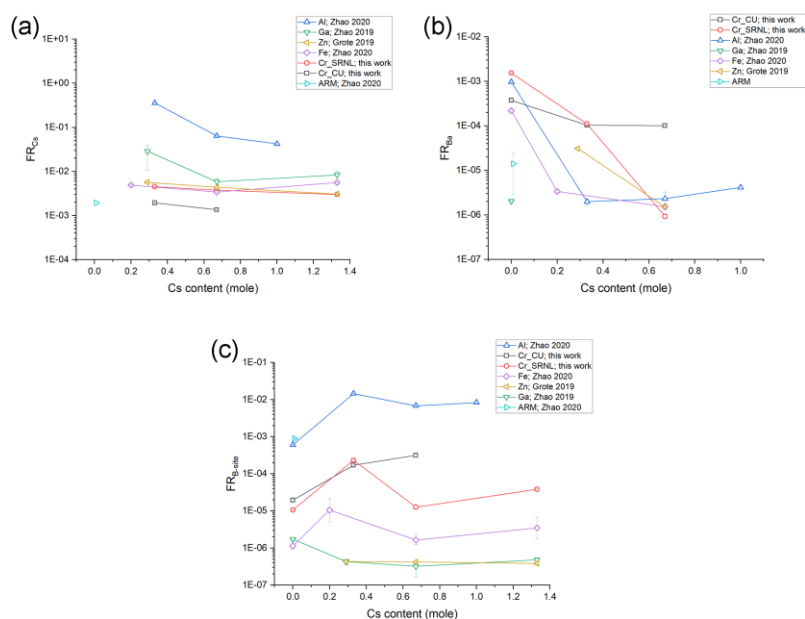 (a)
Al; Zhao 2020
Ga; Zhao 2019
Zn; Grote 2019
Fe; Zhao 2020
Cr_SRNL; this work
Cr_CU; this work
ARM; Zhao 2020
1E+01
1E+00
1E-01
1E-02
1E-03
1E-04
FRCs
0.0 0.2 0.4 0.6 0.8 1.0 1.2 1.4
Cs content (mole)
(b)
Cr_CU; this work
Cr_SRNL; this work
Al; Zhao 2020
Ga; Zhao 2019
Fe; Zhao 2020
Zn; Grote 2019
ARM
1E-02
1E-03
1E-04
1E-05
1E-06
1E-07
FRBa
0.0 0.2 0.4 0.6 0.8 1.0
Cs content (mole)
(c)
Al; Zhao 2020
Cr_CU; this work
Cr_SRNL; this work
Fe; Zhao 2020
Zn; Grote 2019
Ga; Zhao 2019
ARM; Zhao 2020
1E-01
1E-02
1E-03
1E-04
1E-05
1E-06
1E-07
FRB-site
0.0 0.2 0.4 0.6 0.8 1.0 1.2 1.4
Cs content (mole)